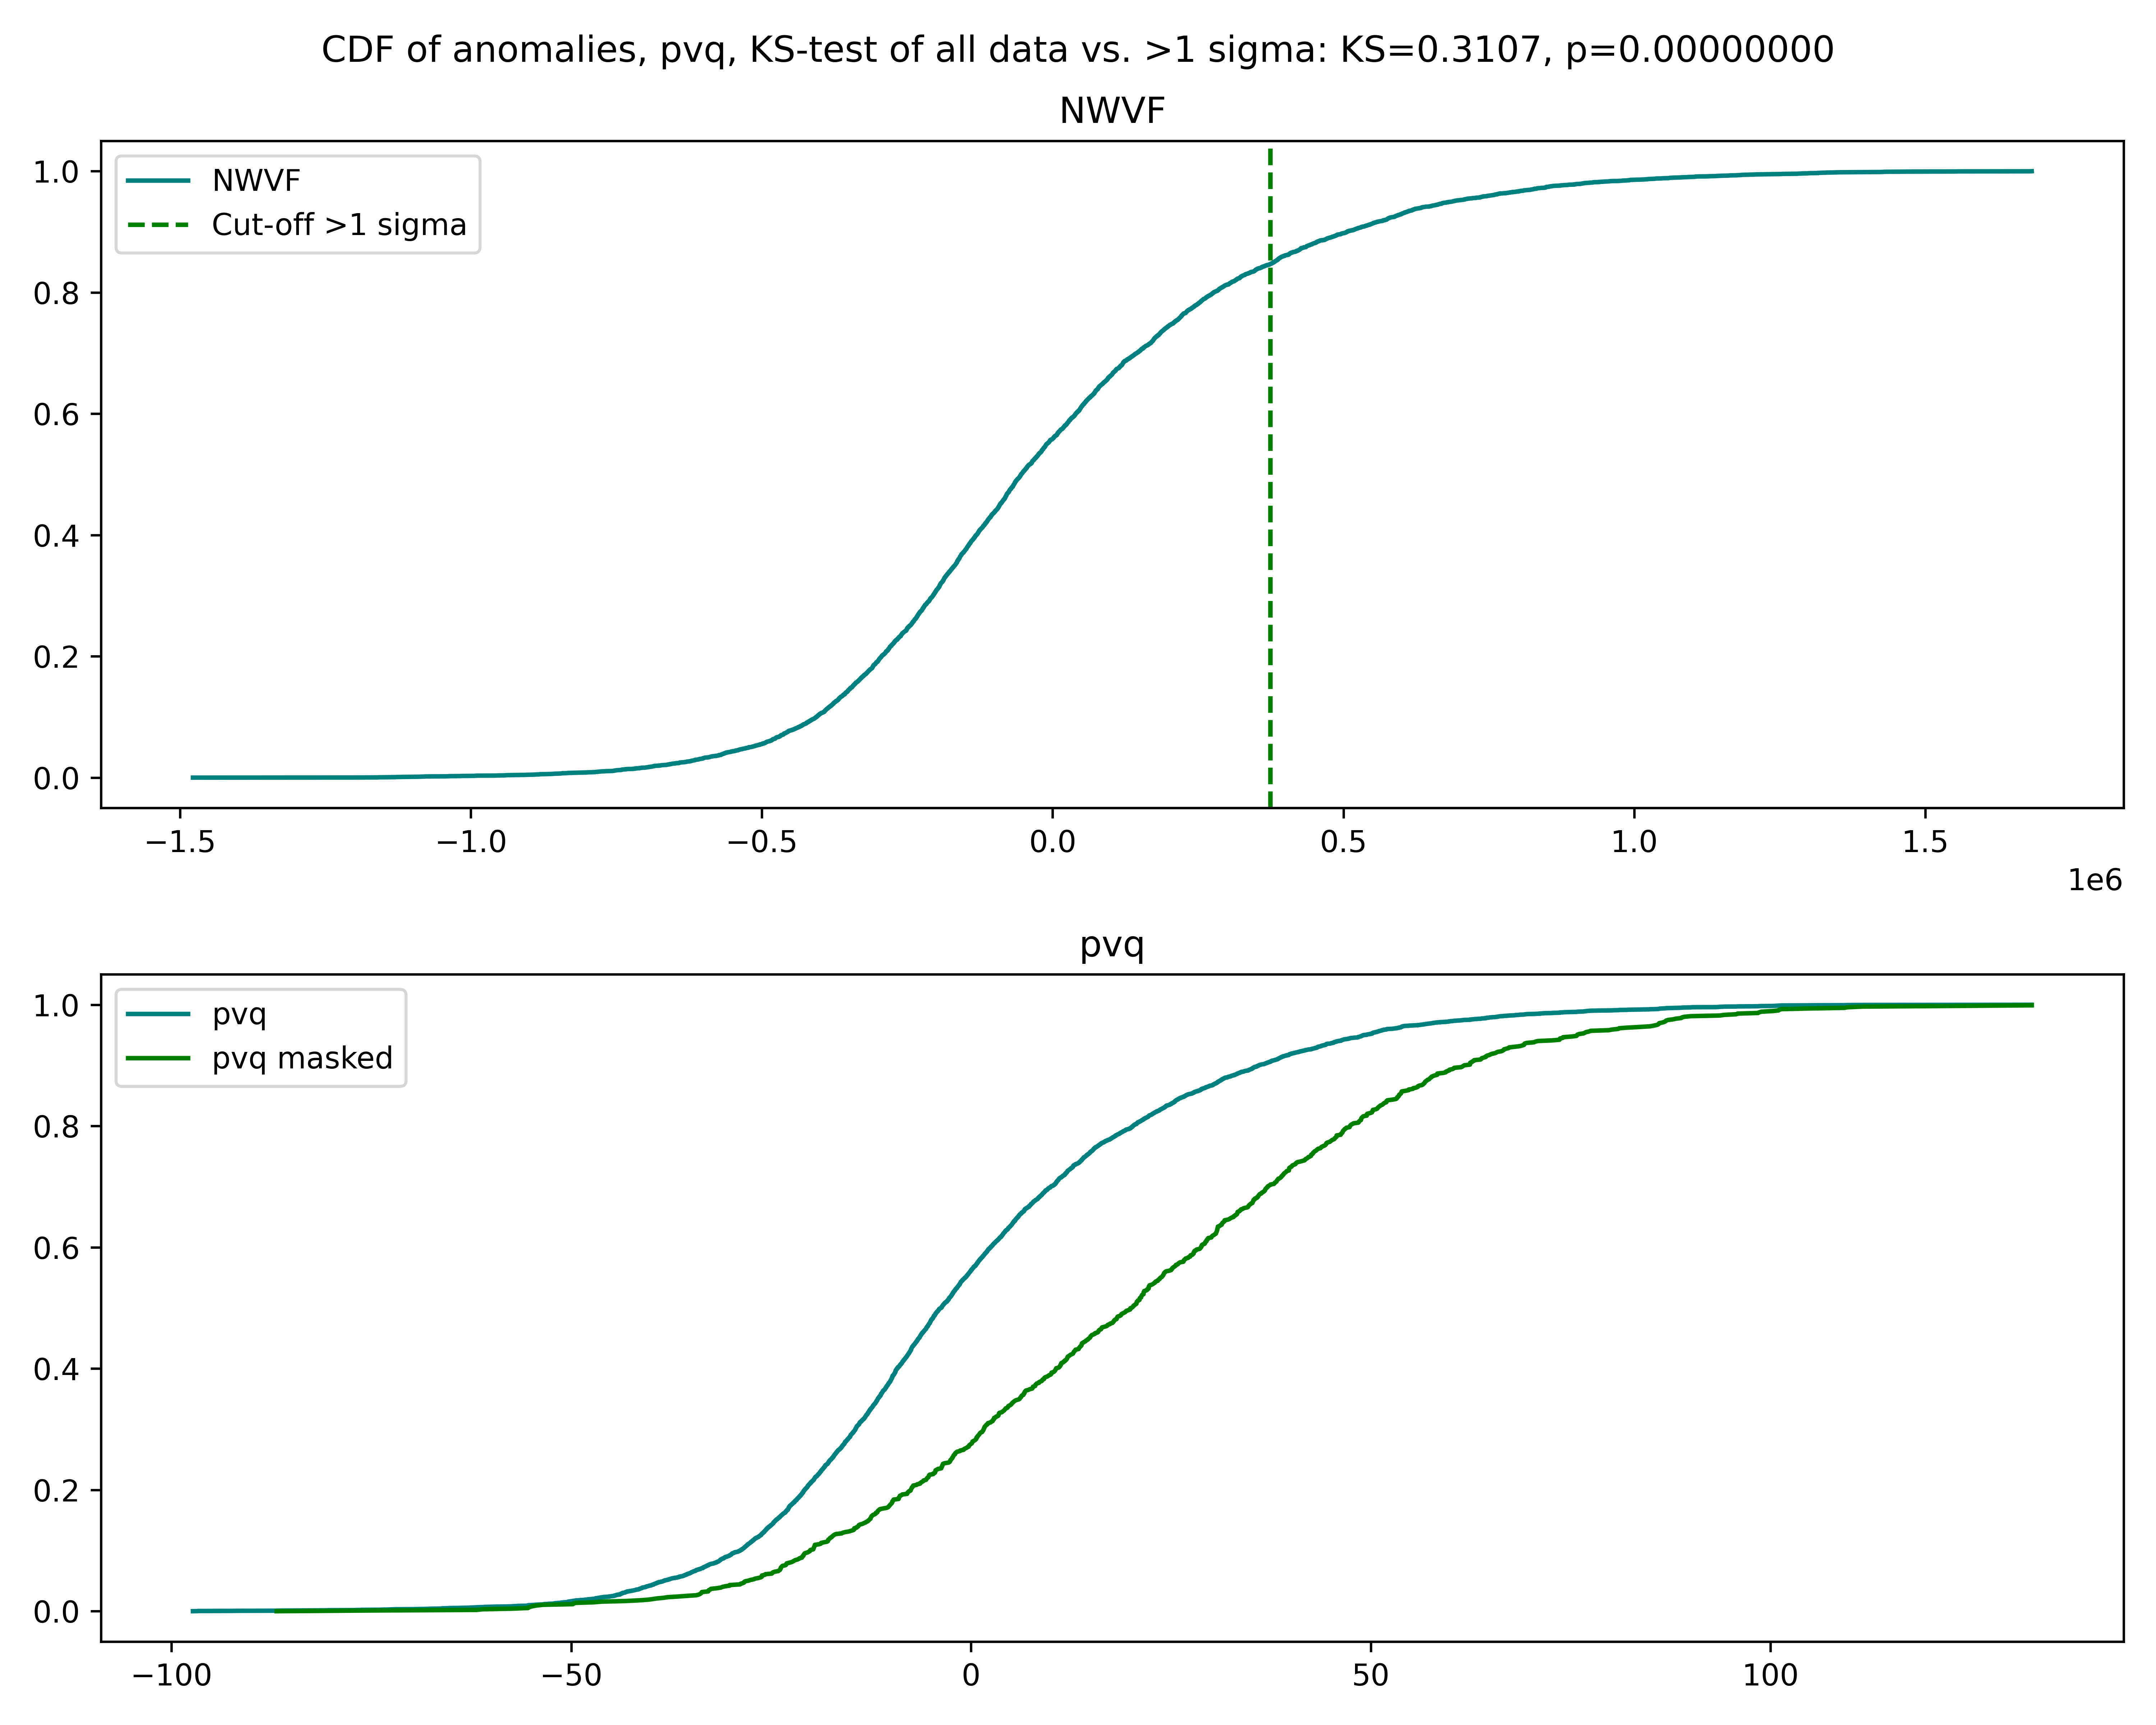 CDF of anomalies, pvq, KS-test of all data vs. >1 sigma: KS=0.3107, p=0.00000000
NWVF
NWVF
Cut-off >1 sigma
1.0
0.8
0.6
0.4
0.2
0.0
−1.5 −1.0 −0.5 0.0 0.5 1.0 1.5
1e6
pvq
pvq
pvq masked
1.0
0.8
0.6
0.4
0.2
0.0
−100 −50 0 50 100